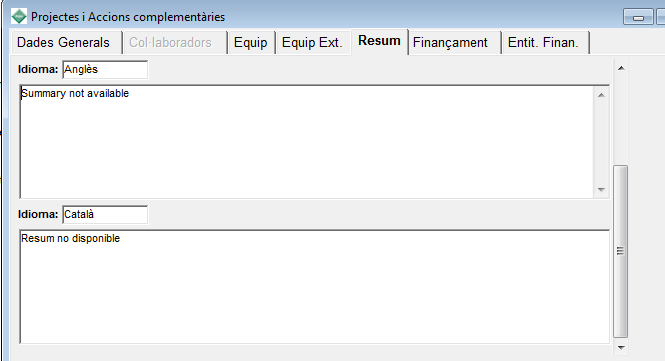 Projectes i Accions complementàries
Dades Generals Col·laboradors Equip Equip Ext. Resum Finançament Entit. Finan.
Idioma: Anglès
Summary not available
Idioma: Català
Resum no disponible